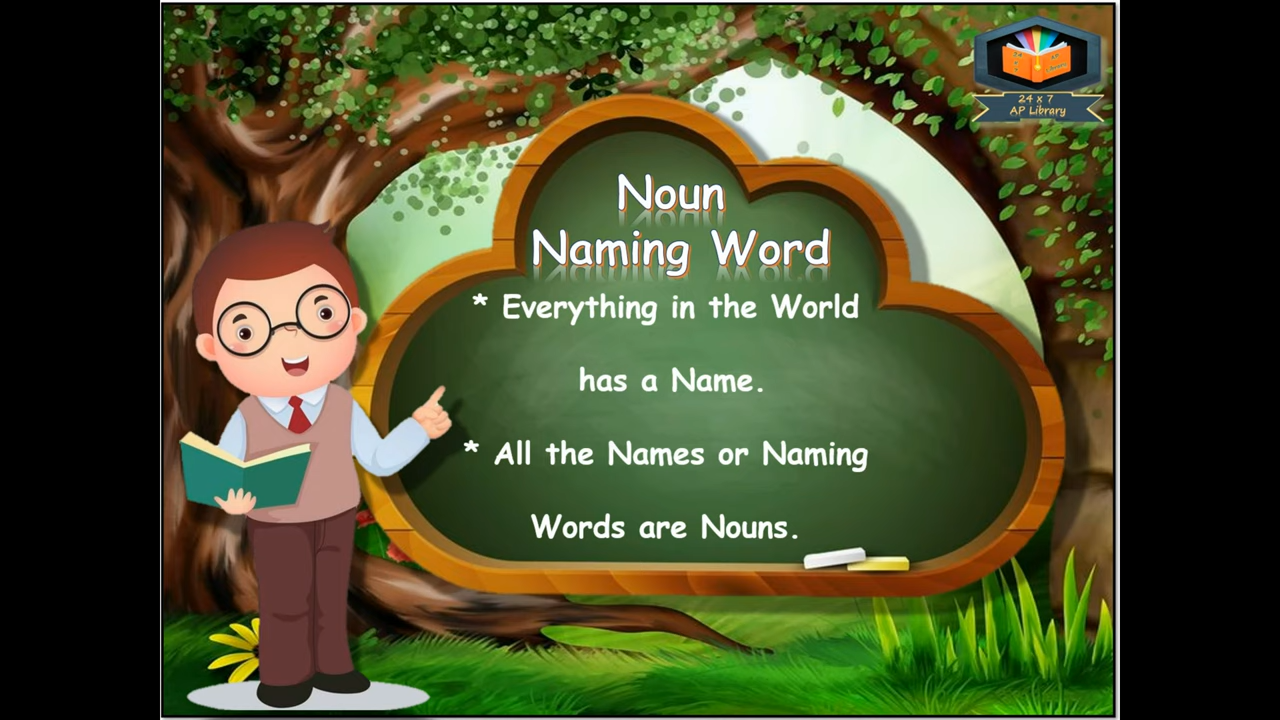 24 x 7
AP Library
Noun
Naming Word
* Everything in the World
has a Name.
* All the Names or Naming
Words are Nouns.